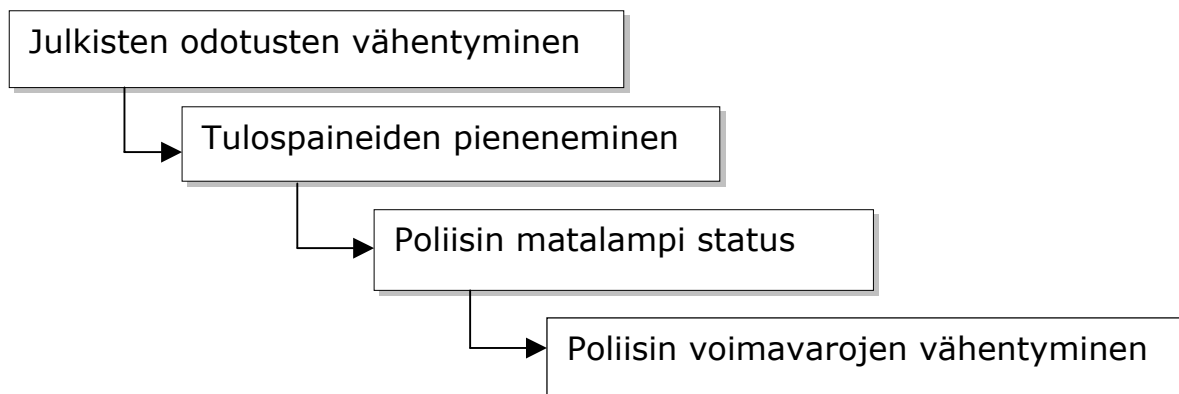 Julkisten odotusten vähentyminen
Tulospaineiden pieneneminen
Poliisin matalampi status
Poliisin voimavarojen vähentyminen